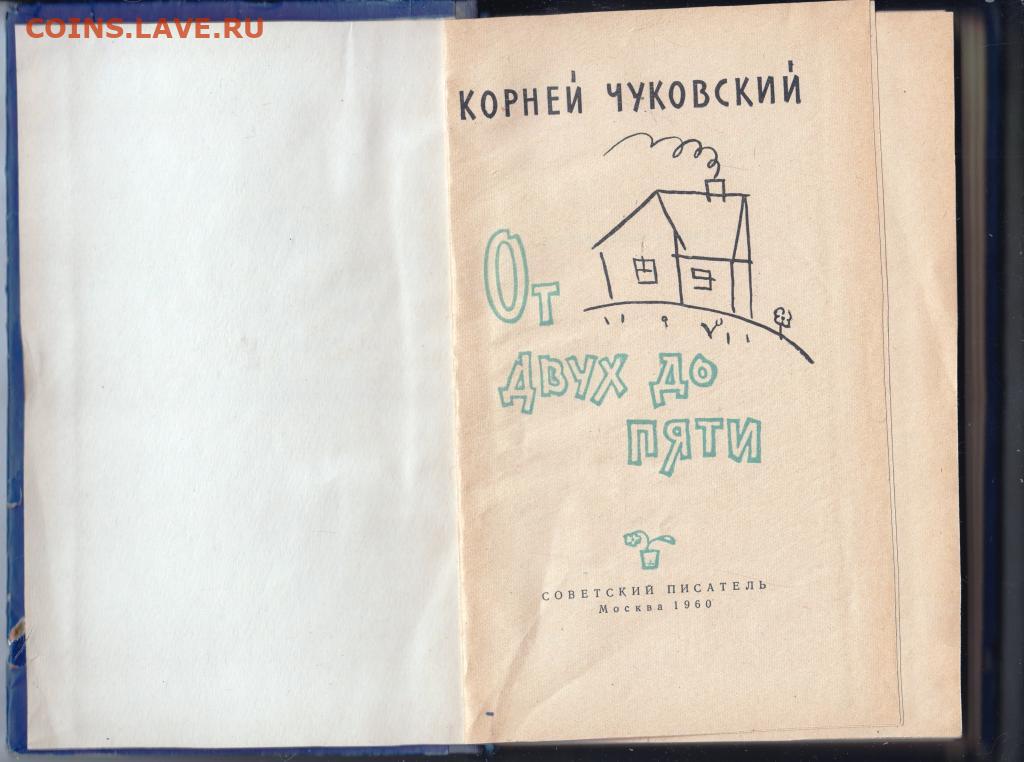 COINS.LAVE.RU
КОРНЕЙ ЧУКОВСКИЙ
От
ДВУХ ДО
ПЯТИ
СОВЕТСКИЙ ПИСАТЕЛЬ
Москва 1960